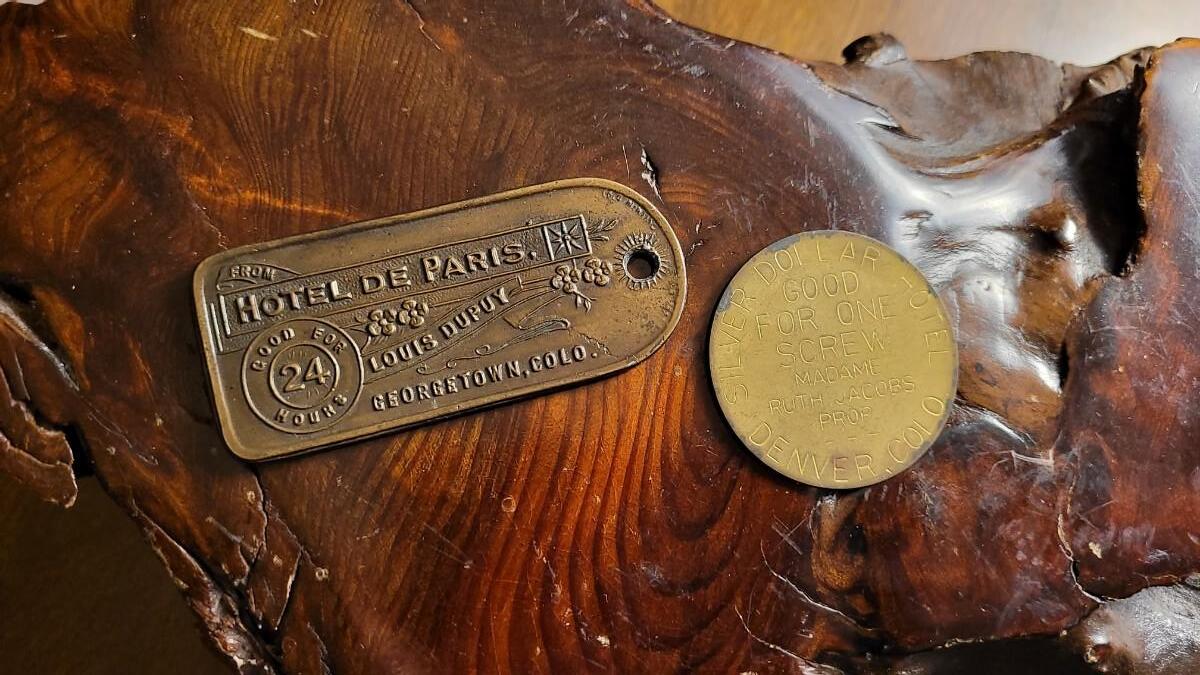 FROM
HOTEL DE PARIS.
GOOD FOR
24
HOURS
LOUIS DUPUY
GEORGETOWN, COLO.
SILVER DOLLAR HOTEL
GOOD
FOR ONE
SCREW
MADAME
RUTH JACOBS
PROP.
DENVER, COLO